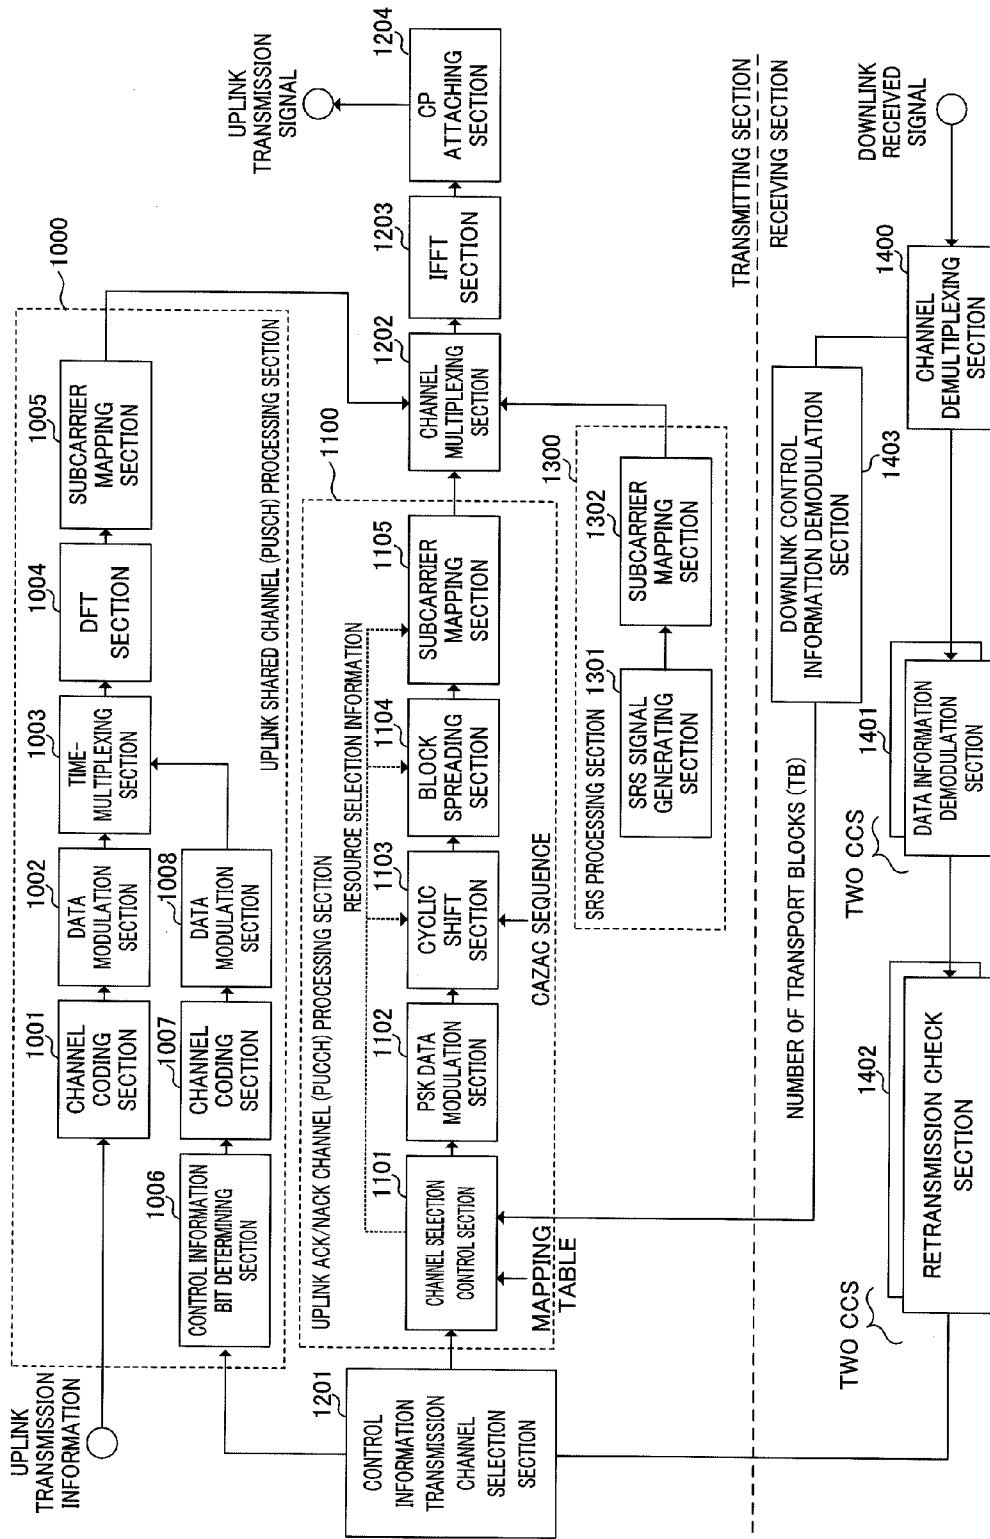 UPLINK
TRANSMISSION
INFORMATION
1000
1001
CHANNEL
CODING
SECTION
1002
DATA
MODULATION
SECTION
1003
TIME-
MULTIPLEXING
SECTION
1004
DFT
SECTION
1005
SUBCARRIER
MAPPING
SECTION
1006
CONTROL INFORMATION
BIT DETERMINING
SECTION
1007
CHANNEL
CODING
SECTION
1008
DATA
MODULATION
SECTION
UPLINK SHARED CHANNEL (PUSCH) PROCESSING SECTION
UPLINK
TRANSMISSION
SIGNAL
1201
CONTROL
INFORMATION
TRANSMISSION
CHANNEL
SELECTION
SECTION
UPLINK ACK/NACK CHANNEL (PUCCH) PROCESSING SECTION
1100
RESOURCE SELECTION INFORMATION
1101
CHANNEL SELECTION
CONTROL SECTION
1102
PSK DATA
MODULATION
SECTION
1103
CYCLIC
SHIFT
SECTION
1104
BLOCK
SPREADING
SECTION
1105
SUBCARRIER
MAPPING
SECTION
1202
CHANNEL
MULTIPLEXING
SECTION
1203
IFFT
SECTION
1204
CP
ATTACHING
SECTION
MAPPING
TABLE
CAZAC SEQUENCE
SRS PROCESSING SECTION
1300
1301
SRS SIGNAL
GENERATING
SECTION
1302
SUBCARRIER
MAPPING
SECTION
TRANSMITTING SECTION
RECEIVING SECTION
NUMBER OF TRANSPORT BLOCKS (TB)
DOWNLINK CONTROL
INFORMATION DEMODULATION
SECTION
1403
TWO CCS
1402
RETRANSMISSION CHECK
SECTION
TWO CCS
1401
DATA INFORMATION
DEMODULATION
SECTION
1400
CHANNEL
DEMULTIPLEXING
SECTION
DOWNLINK
RECEIVED
SIGNAL